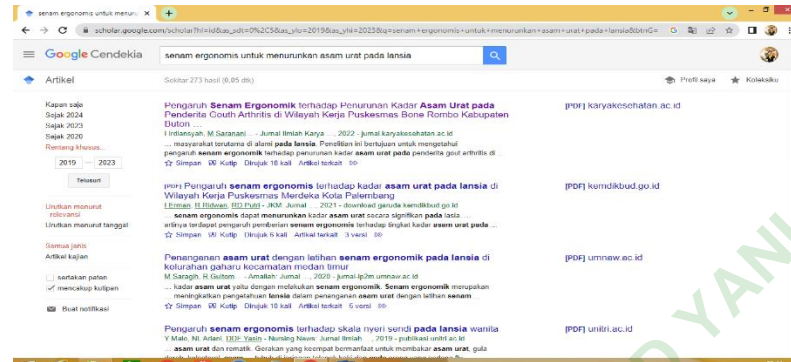 senam ergonomis untuk menuru
scholar.google.com/scholar?hl=id&as_sdt=0%2C5&as_ylo=2019&as_yhi=2023&q=senam+ergonomis+untuk+menurunkan+asam+urat+pada+lansia&btnG=
Google Cendekia
senam ergonomis untuk menurunkan asam urat pada lansia
Artikel
Sekitar 273 hasil (0,05 dtk)
Profil saya
Koleksiku
Kapan saja
Sejak 2024
Sejak 2023
Sejak 2020
Rentang khusus...
2019 — 2023
Telusuri
Urutkan menurut relevansi
Urutkan menurut tanggal
Semua jenis
Artikel kajian
sertakan paten
mencakup kutipan
Buat notifikasi
Pengaruh Senam Ergonomik terhadap Penurunan Kadar Asam Urat pada
Penderita Gouth Arthritis di Wilayah Kerja Puskesmas Bone Rombo Kabupaten
Buton ...
I Irdiansyah, M Saranani... - Jurnal Ilmiah Karya ..., 2022 - jurnal.karyakesehatan.ac.id
... masyarakat terutama di alami pada lansia. Penelitian ini bertujuan untuk mengetahui
pengaruh senam ergonomik terhadap penurunan kadar asam urat pada penderita gout arthritis di ...
Simpan Kutip Dirujuk 18 kali Artikel terkait
[PDF] karyakesehatan.ac.id
[PDF] Pengaruh senam ergonomis terhadap kadar asam urat pada lansia di
Wilayah Kerja Puskesmas Merdeka Kota Palembang
I Erman, R Ridwan, RD Putri - JKM: Jurnal ..., 2021 - download.garuda.kemdikbud.go.id
... senam ergonomis dapat menurunkan kadar asam urat secara signifikan pada lasia ...
artinya terdapat pengaruh pemberian senam ergonomis terhadap tingkat kadar asam urat pada ...
Simpan Kutip Dirujuk 6 kali Artikel terkait 3 versi
[PDF] kemdikbud.go.id
Penanganan asam urat dengan latihan senam ergonomik pada lansia di
kelurahan gaharu kecamatan medan timur
M Saragih, R Gultom... - Amaliah: Jurnal ..., 2020 - jurnal-lp2m.umnaw.ac.id
... kadar asam urat yaitu dengan melakukan senam ergonomik. Senam ergonomik merupakan
... meningkatkan pengetahuan lansia dalam penanganan asam urat dengan latihan senam ...
Simpan Kutip Dirujuk 10 kali Artikel terkait 6 versi
[PDF] umnaw.ac.id
Pengaruh senam ergonomis terhadap skala nyeri sendi pada lansia wanita
Y Malo, NL Adani, DOF Yasin - Nursing News: Jurnal Ilmiah ..., 2019 - publikasi.unitri.ac.id
... asam urat dan rematik. Gerakan yang keempat bermanfaat untuk membakar asam urat, gula
[PDF] unitri.ac.id
D YANI